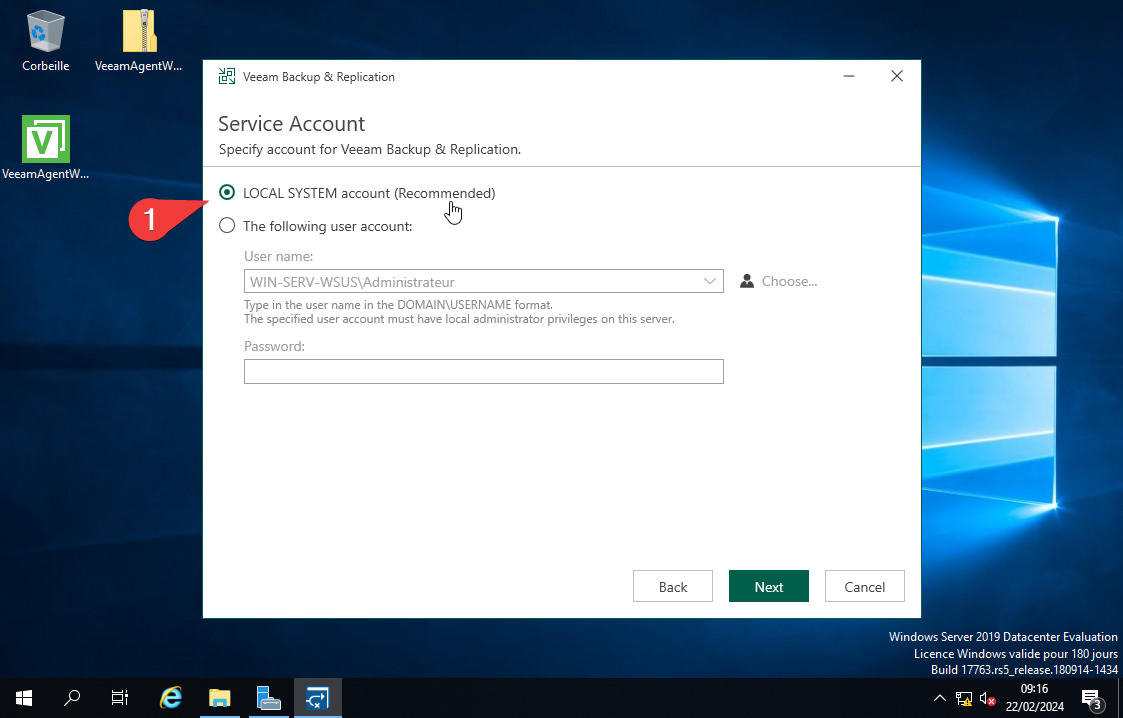 Corbeille
VeeamAgentW...
VeeamAgentW...
Veeam Backup & Replication
Service Account
Specify account for Veeam Backup & Replication.
1
LOCAL SYSTEM account (Recommended)
The following user account:
User name:
WIN-SERV-WSUS\Administrateur
Choose...
Type in the user name in the DOMAIN\USERNAME format.
The specified user account must have local administrator privileges on this server.
Password:
Back
Next
Cancel
Windows Server 2019 Datacenter Evaluation
Licence Windows valide pour 180 jours
Build 17763.rs5_release.180914-1434
09:16
22/02/2024
3